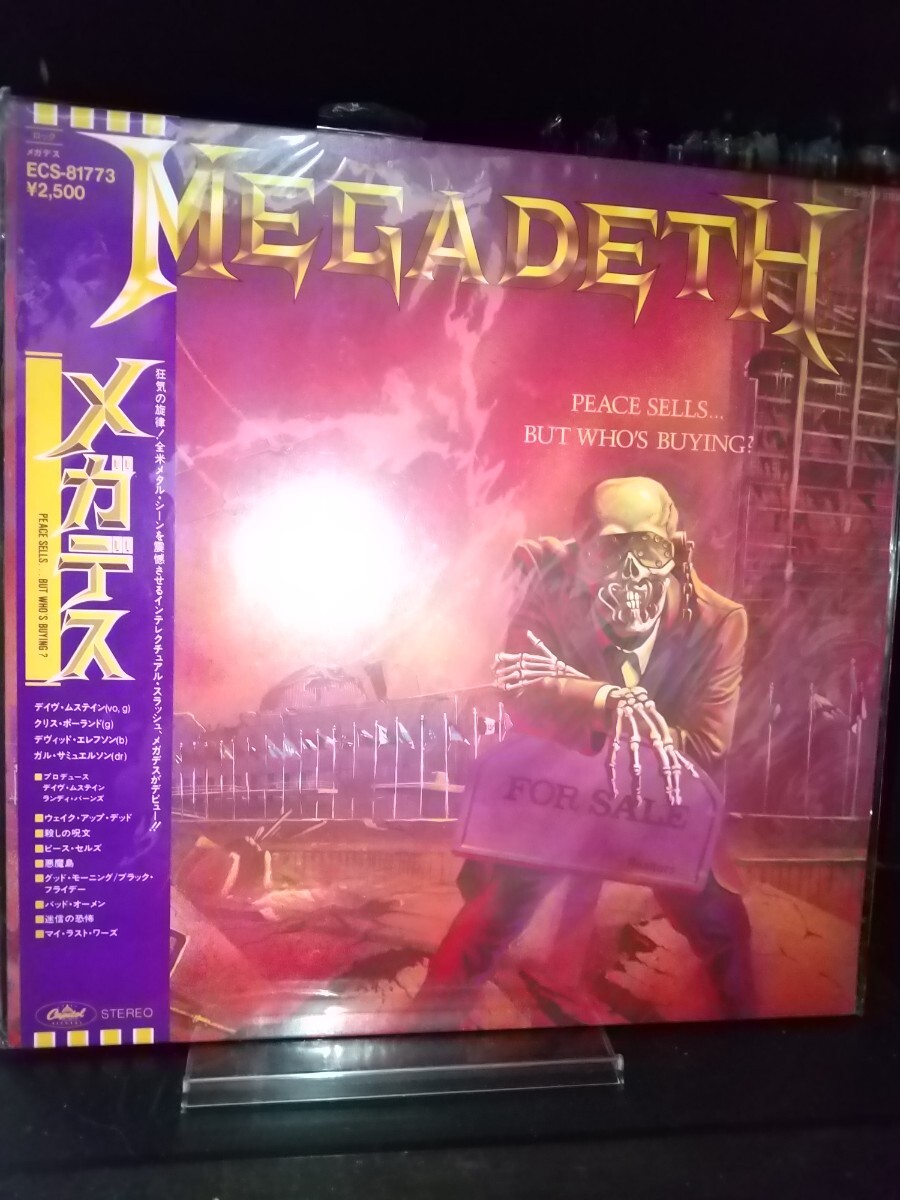 ロック
メガデス
ECS-81773
¥2,500
MEGADETH
PEACE SELLS...
BUT WHO'S BUYING?
メガデス
PEACE SELLS... BUT WHO'S BUYING?
狂気の旋律!全米メタル・シーンを震憾させるインテレクチュアル・スラッシュ、メガデスがデビュー!!
デイヴ・ムステイン(vo, g)
クリス・ポーランド(g)
デヴィッド・エレフソン(b)
ガル・サミュエルソン(dr)
■プロデュース
デイヴ・ムステイン
ランディ・バーンズ
■ウェイク・アップ・デッド
■殺しの呪文
■ピース・セルズ
■悪魔島
■グッド・モーニング/ブラック・
フライデー
■バッド・オーメン
■迷信の恐怖
■マイ・ラスト・ワーズ
FOR SALE
Capitol
RECORDS
STEREO